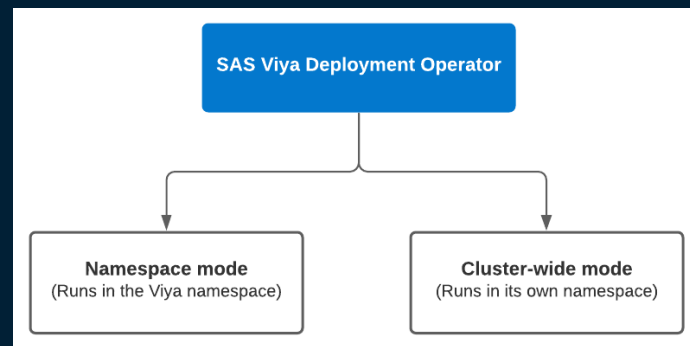 SAS Viya Deployment Operator
Namespace mode
(Runs in the Viya namespace)
Cluster-wide mode
(Runs in its own namespace)